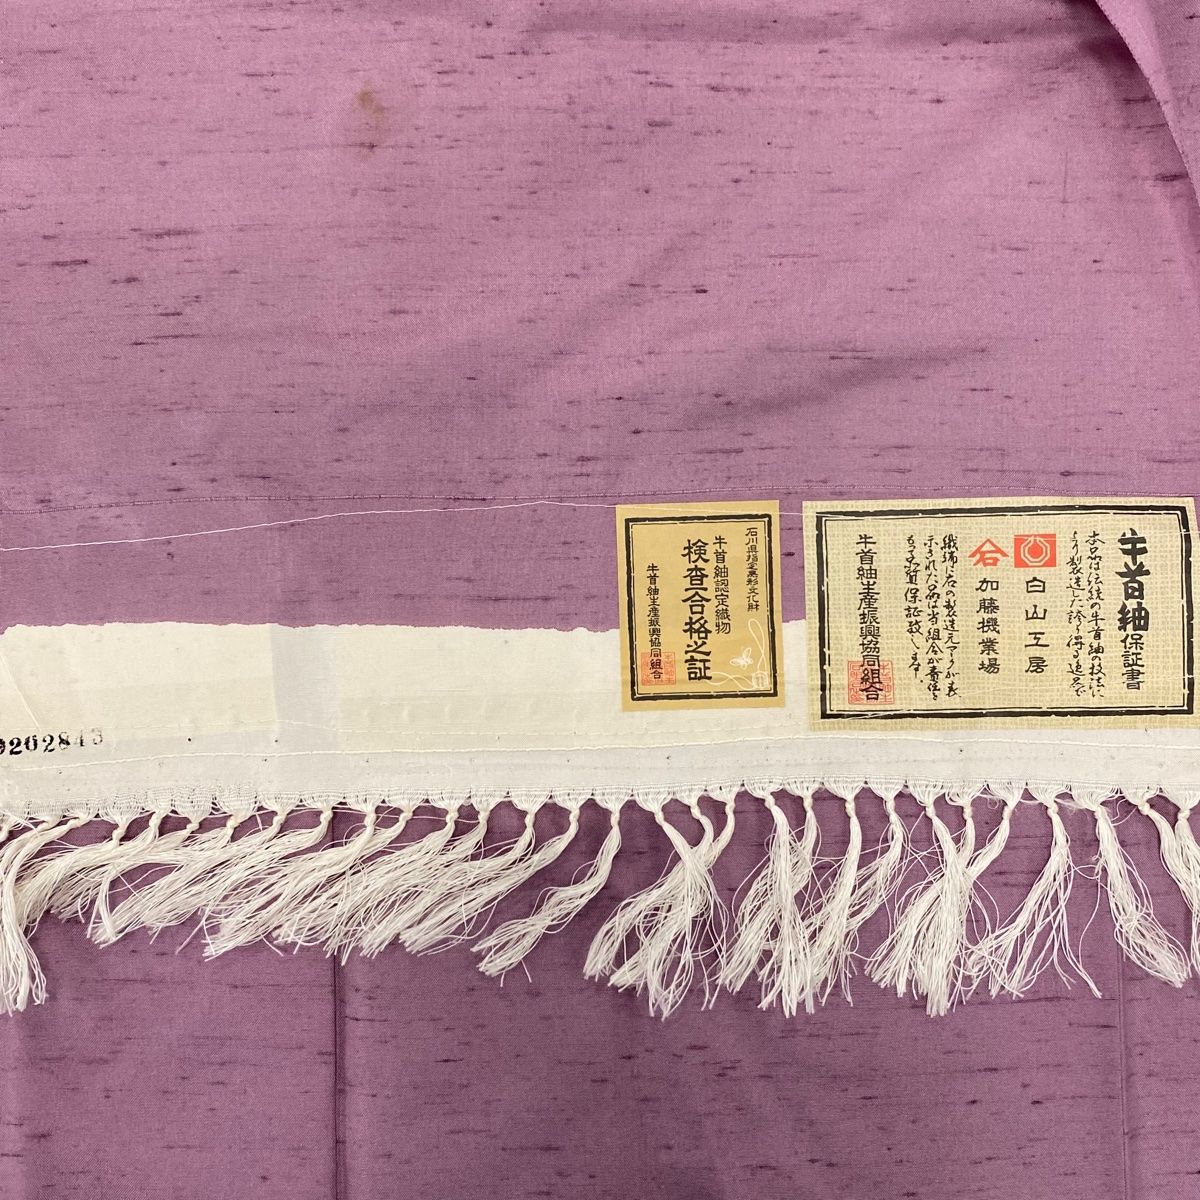 牛首紬保証書
本品は伝統の牛首紬の技法に
より製造した誇り得る逸品で
白山工房
加藤機業場
織端に右の製造元マークが表
示された品は当組合が責任を
もって品質保証致します。
牛首紬生産振興協同組合
石川県指定無形文化財
牛首紬認定織物
検査合格之証
牛首紬生産振興協同組合
9202843